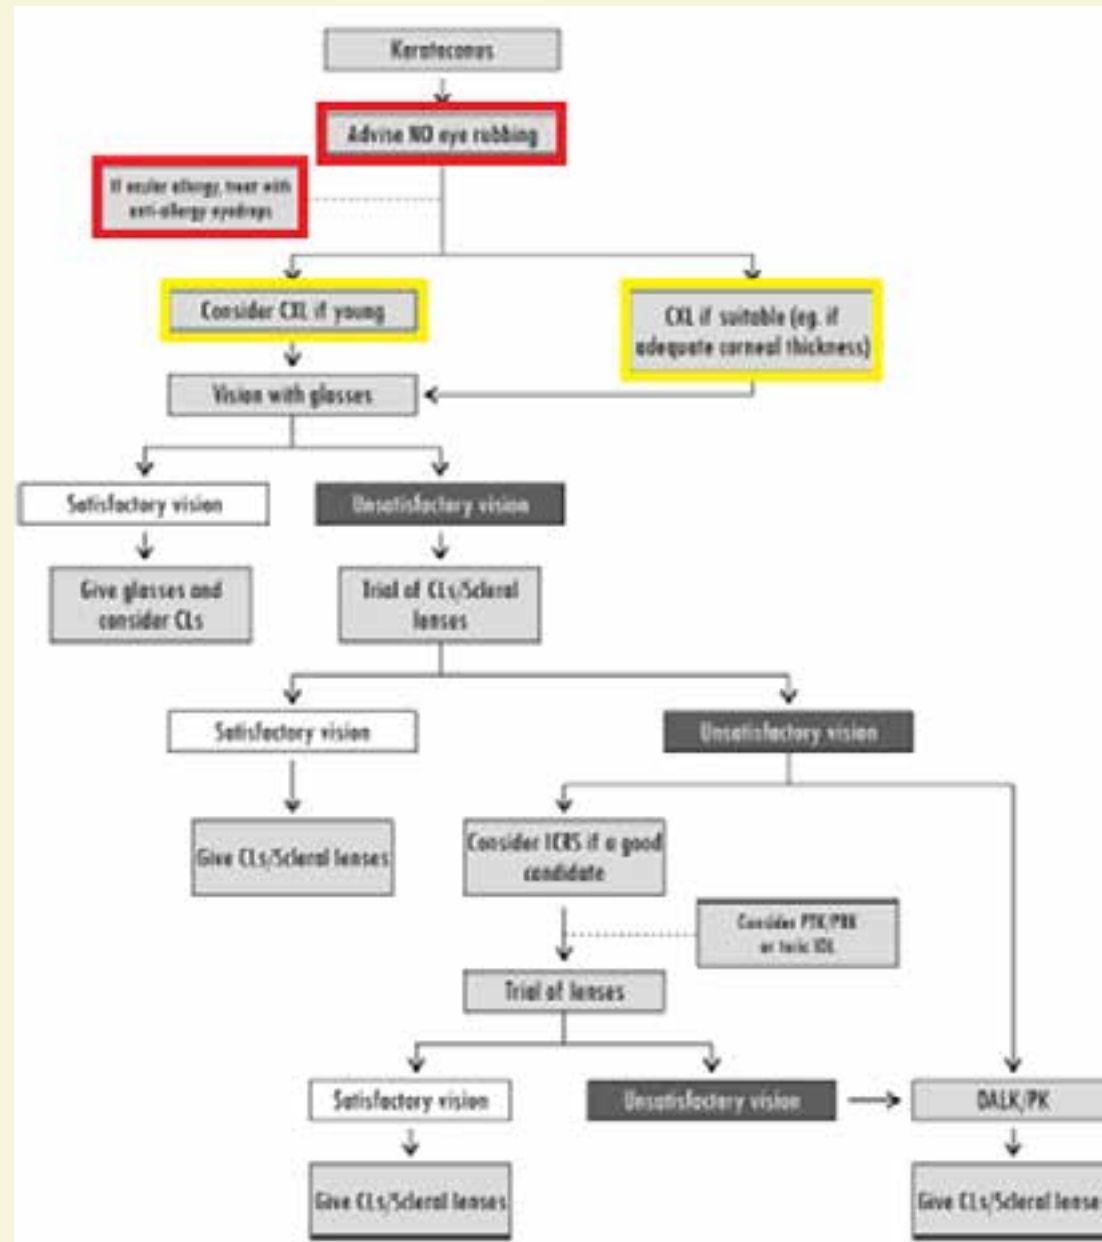 Keratoconus
Advise NO eye rubbing
If ocular allergy, treat with
anti-allergy eyedrops
Consider CXL if young
CXL if suitable (eg. if
adequate corneal thickness)
Vision with glasses
Satisfactory vision
Unsatisfactory vision
Give glasses and
consider CLs
Trial of CLs/Scleral
lenses
Satisfactory vision
Unsatisfactory vision
Give CLs/Scleral lenses
Consider ICRS if a good
candidate
Consider PTK/PRK
or toric IOL
Trial of lenses
Satisfactory vision
Unsatisfactory vision
DALK/PK
Give CLs/Scleral lenses
Give CLs/Scleral lenses